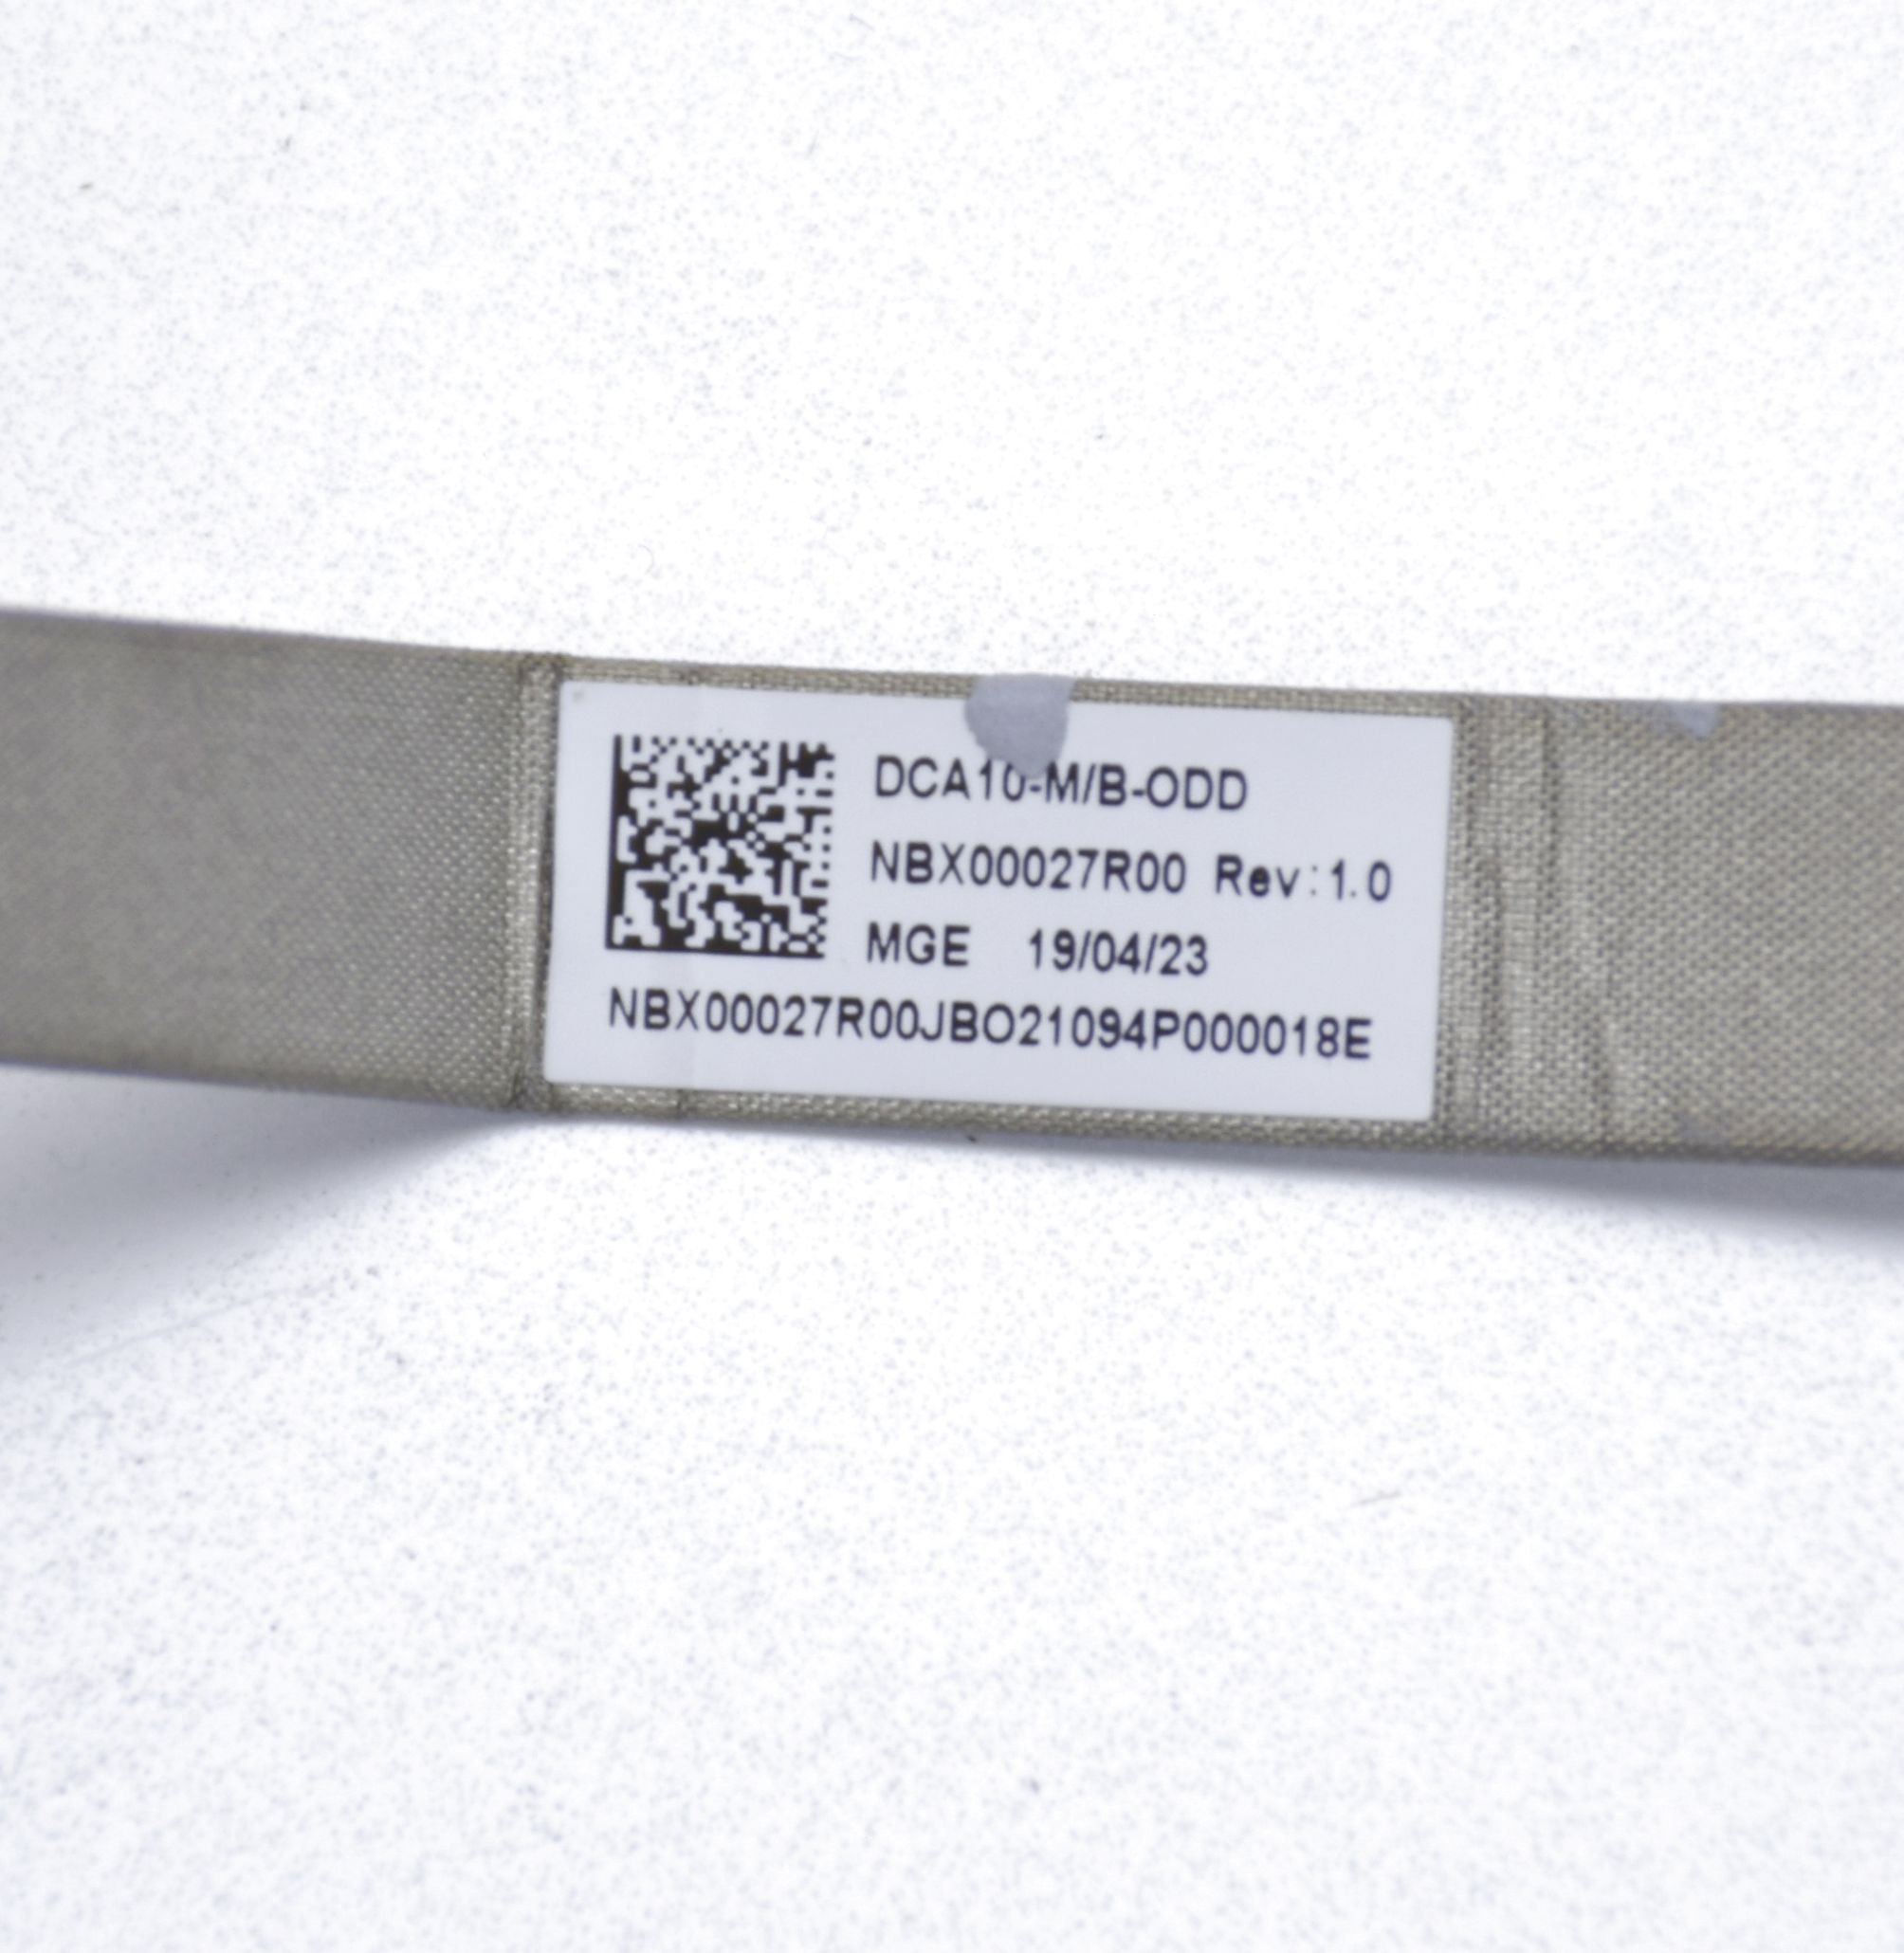 DCA10-M/B-ODD
NBX00027R00 Rev:1.0
MGE 19/04/23
NBX00027R00JBO21094P000018E